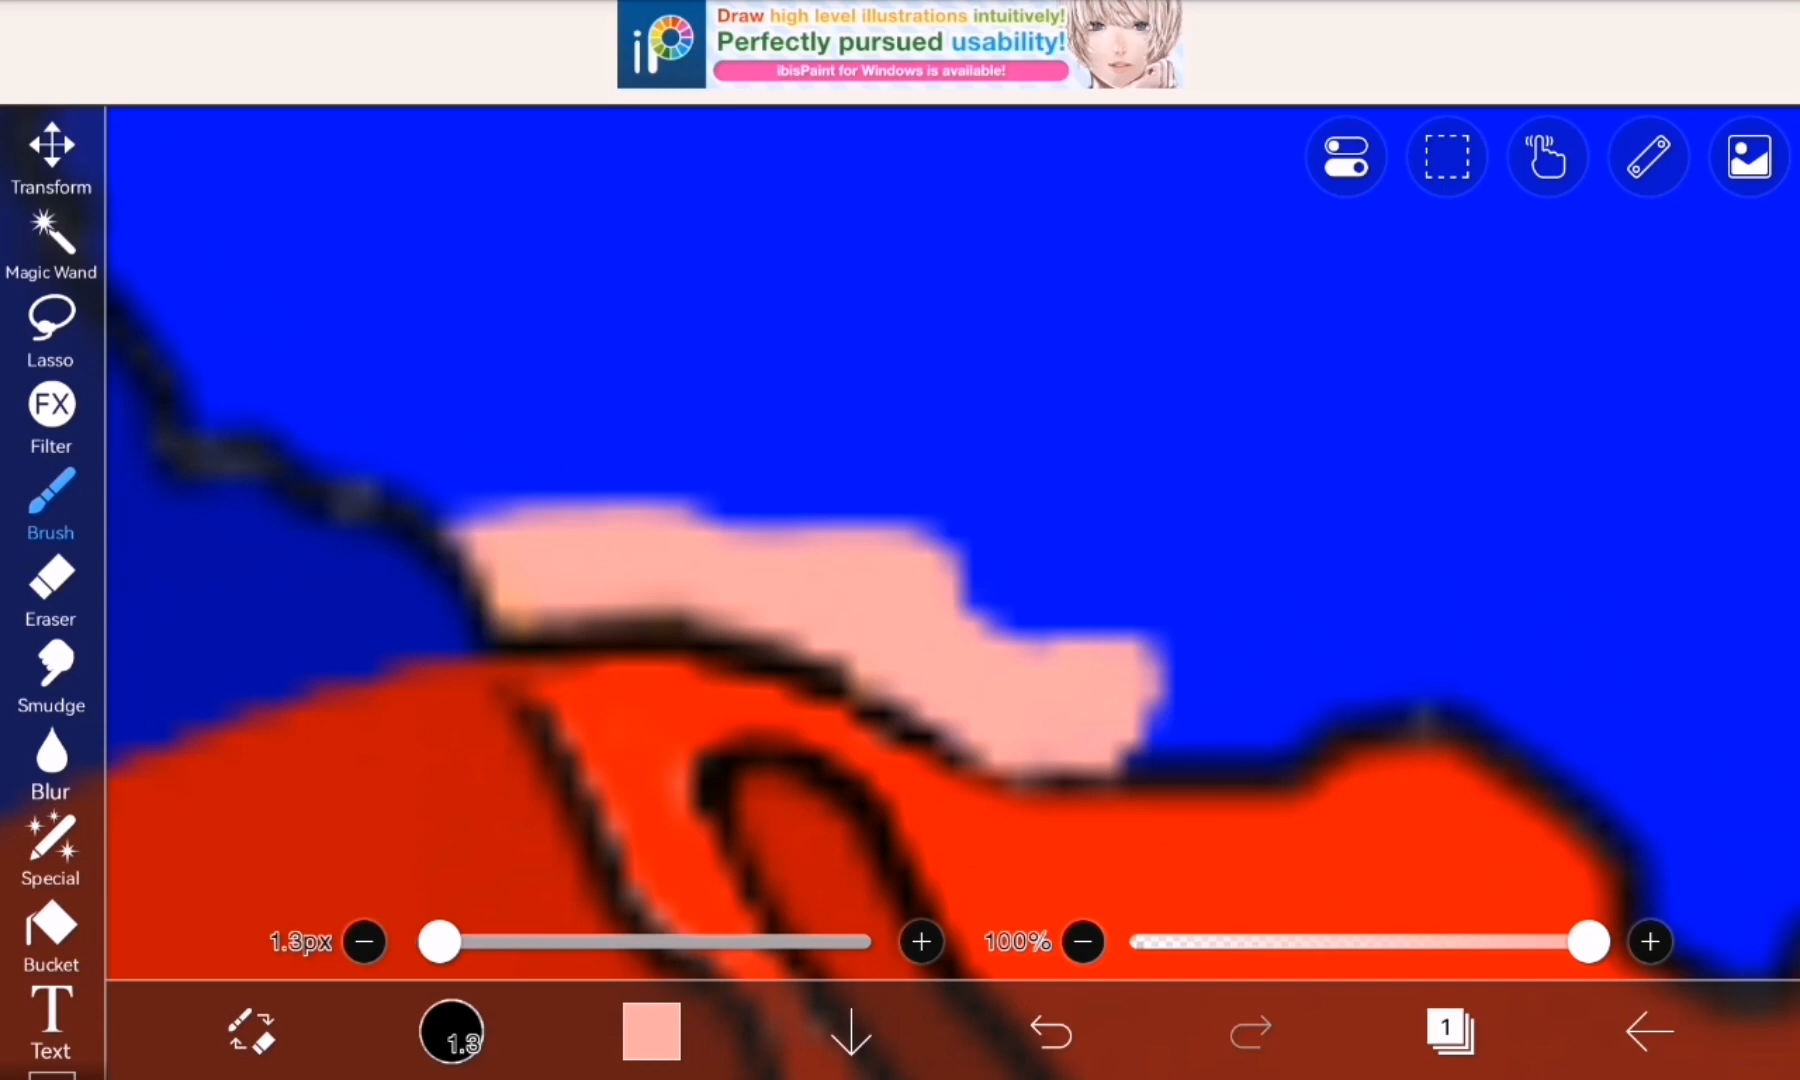 iP
Draw high level illustrations intuitively!
Perfectly pursued usability!
ibisPaint for Windows is available!
Transform
Magic Wand
Lasso
FX
Filter
Brush
Eraser
Smudge
Blur
Special
Bucket
T
Text
1.3px
100%
1.3
1